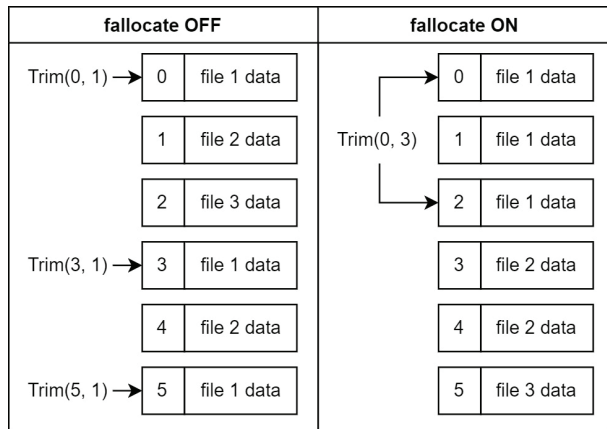 fallocate OFF
fallocate ON
Trim(0, 1)
0 file 1 data
1 file 2 data
2 file 3 data
Trim(3, 1)
3 file 1 data
4 file 2 data
Trim(5, 1)
5 file 1 data
0 file 1 data
Trim(0, 3)
1 file 1 data
2 file 1 data
3 file 2 data
4 file 2 data
5 file 3 data